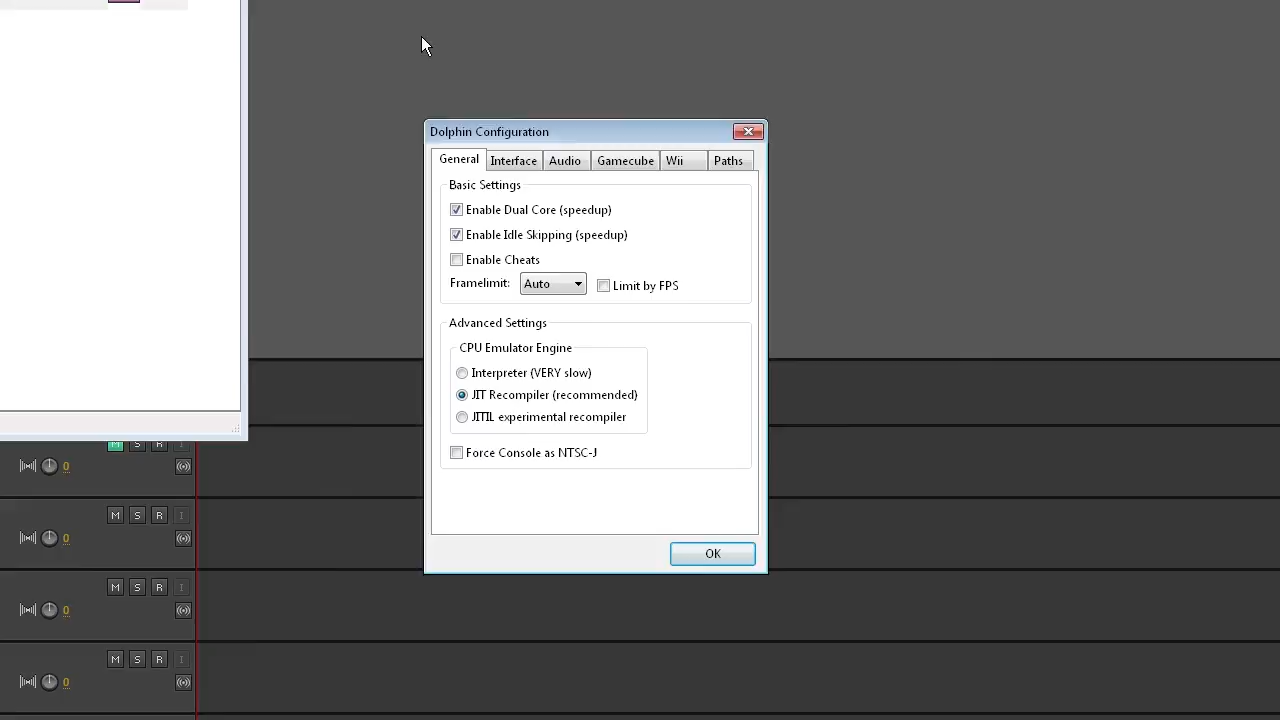 Dolphin Configuration
General Interface Audio Gamecube Wii Paths
Basic Settings
Enable Dual Core (speedup)
Enable Idle Skipping (speedup)
Enable Cheats
Framelimit: Auto Limit by FPS
Advanced Settings
CPU Emulator Engine
Interpreter (VERY slow)
JIT Recompiler (recommended)
JITIL experimental recompiler
Force Console as NTSC-J
OK
M S R I
0
M S R I
0
M S R I
0
M S R I
0